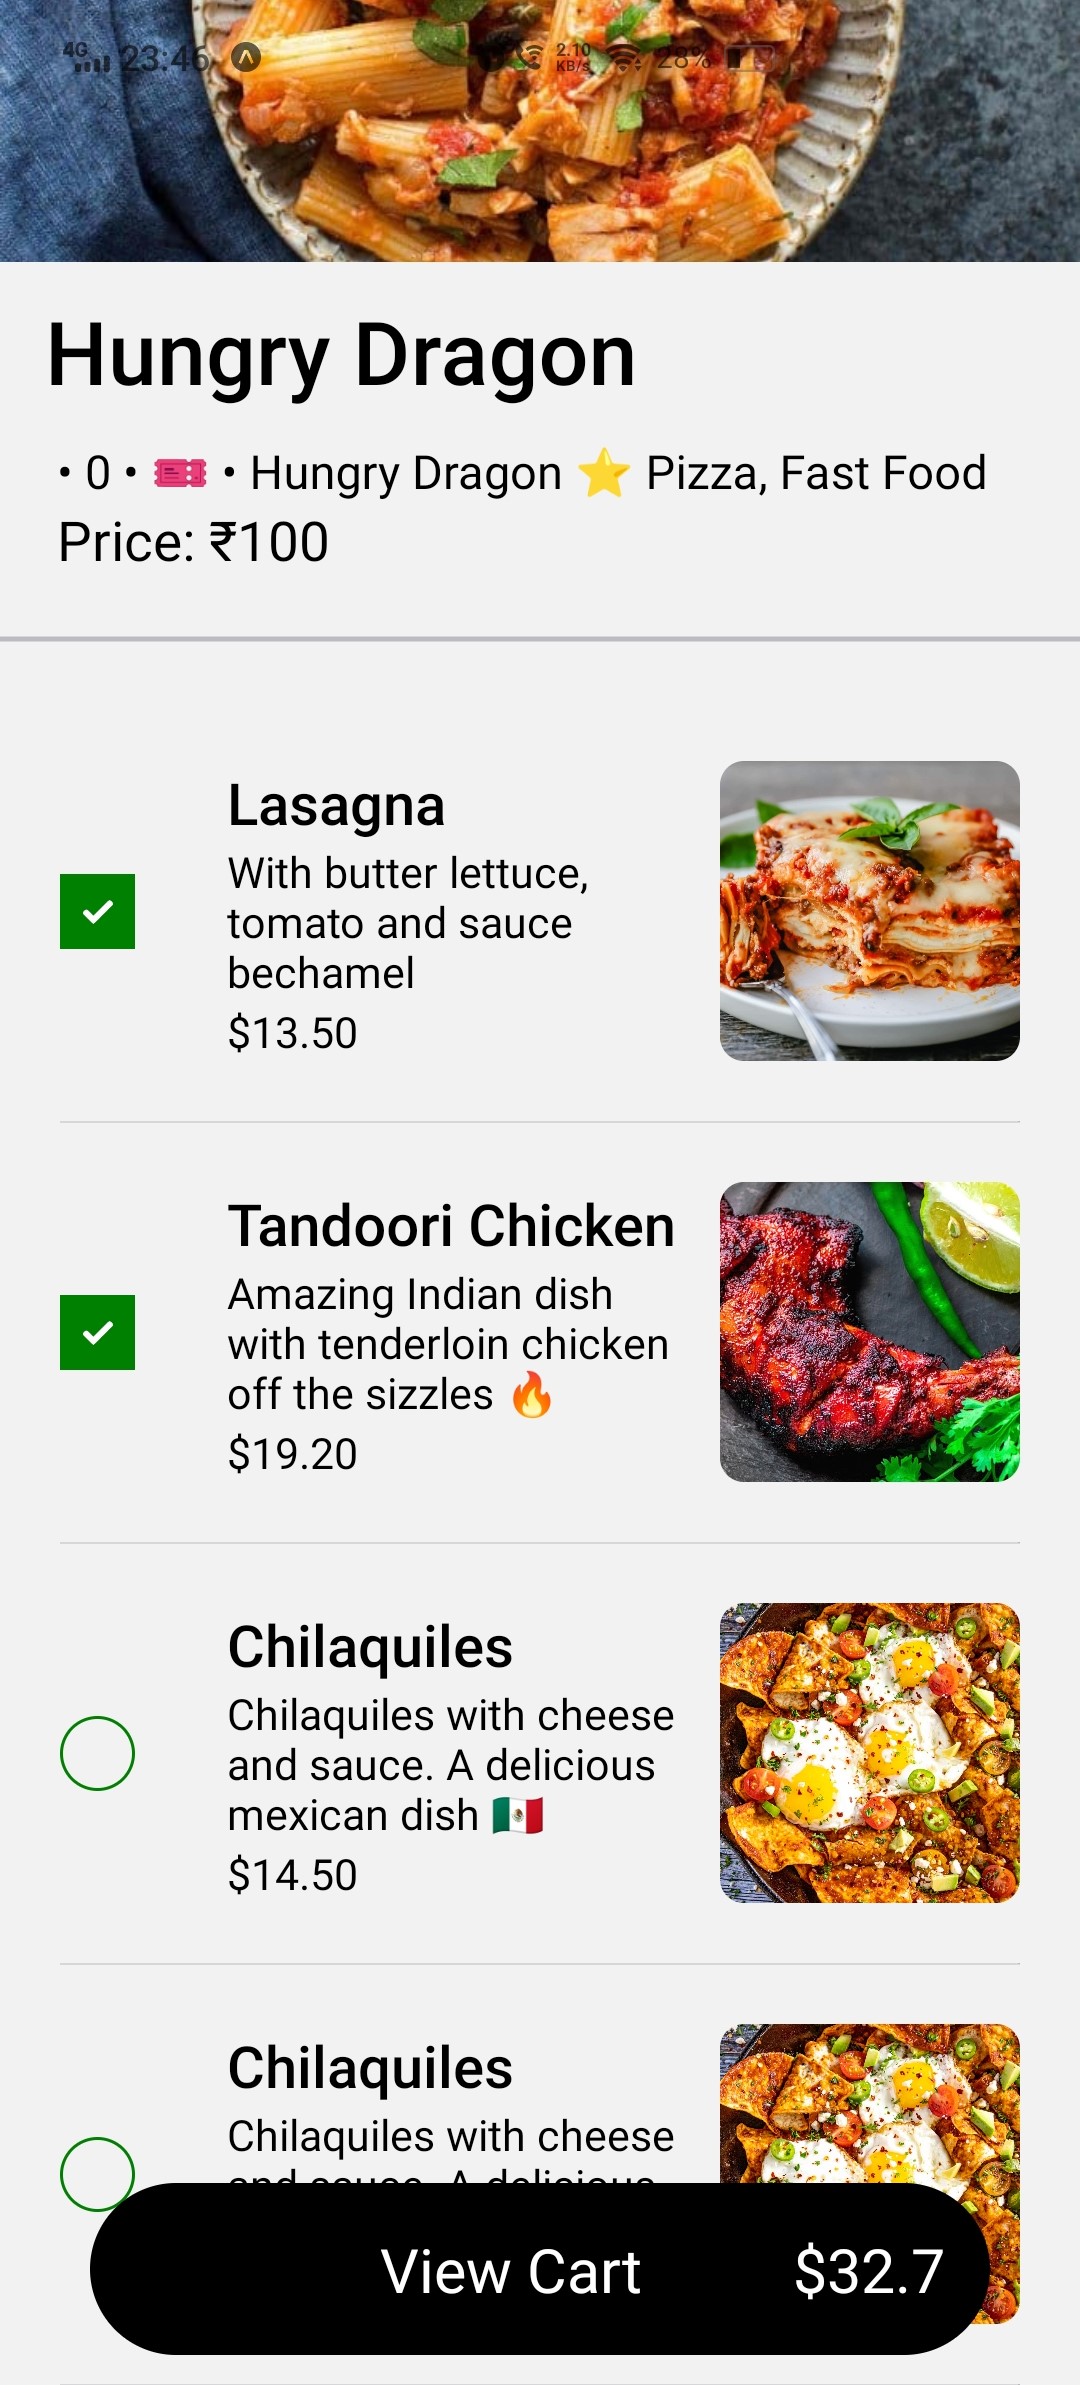 4G 23:46 2.10 KB/s 28%
Hungry Dragon
• 0 • 🎫 • Hungry Dragon ⭐ Pizza, Fast Food
Price: ₹100
Lasagna
With butter lettuce,
tomato and sauce
bechamel
$13.50
Tandoori Chicken
Amazing Indian dish
with tenderloin chicken
off the sizzles 🔥
$19.20
Chilaquiles
Chilaquiles with cheese
and sauce. A delicious
mexican dish 🇲🇽
$14.50
Chilaquiles
Chilaquiles with cheese
and sauce. A delicious
View Cart $32.7